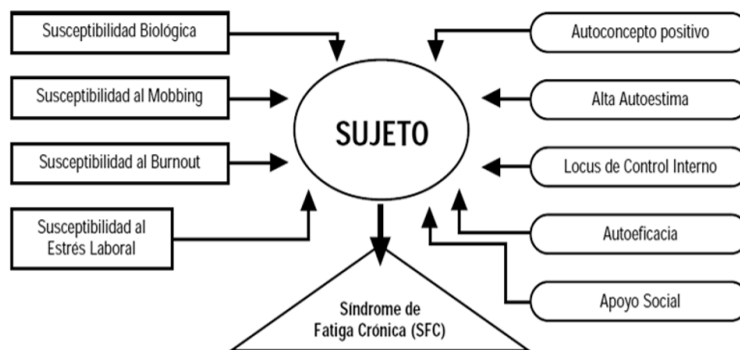 Susceptibilidad Biológica
Susceptibilidad al Mobbing
Susceptibilidad al Burnout
Susceptibilidad al
Estrés Laboral
SUJETO
Autoconcepto positivo
Alta Autoestima
Locus de Control Interno
Autoeficacia
Apoyo Social
Síndrome de
Fatiga Crónica (SFC)